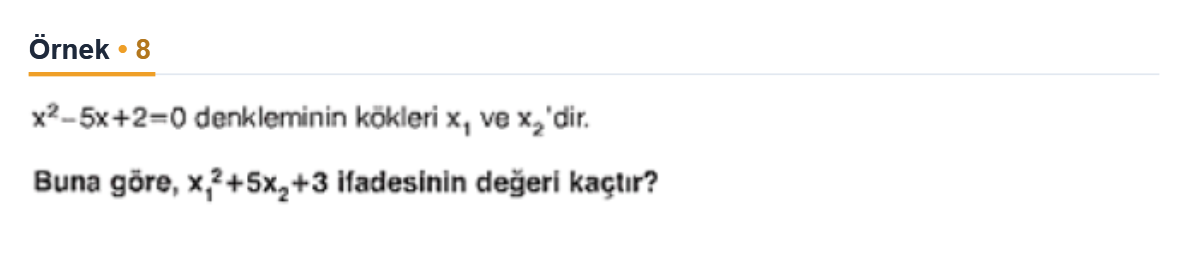 Örnek • 8
x²–5x+2=0 denkleminin kökleri x₁ ve x₂'dir.
Buna göre, x₁²+5x₂+3 ifadesinin değeri kaçtır?